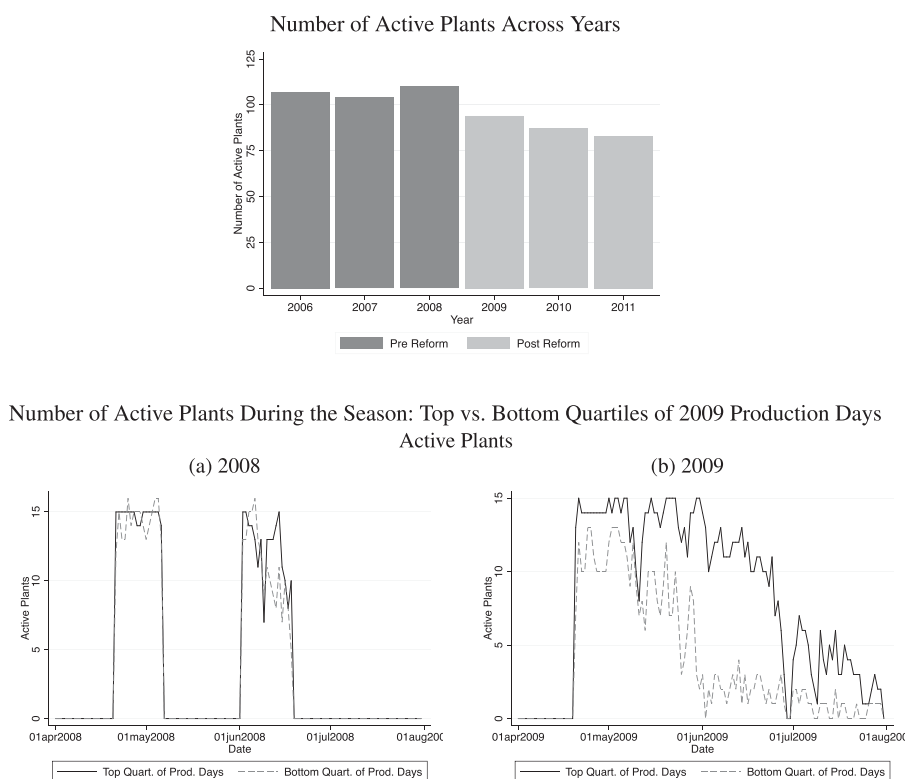 Number of Active Plants Across Years
Number of Active Plants
0
25
50
75
100
125
2006 2007 2008 2009 2010 2011
Year
Pre Reform Post Reform
Number of Active Plants During the Season: Top vs. Bottom Quartiles of 2009 Production Days
Active Plants
(a) 2008
Active Plants
0
5
10
15
01apr2008 01may2008 01jun2008 01jul2008 01aug200
Date
Top Quart. of Prod. Days Bottom Quart. of Prod. Days
(b) 2009
Active Plants
0
5
10
15
01apr2009 01may2009 01jun2009 01jul2009 01aug200
Date
Top Quart. of Prod. Days Bottom Quart. of Prod. Days